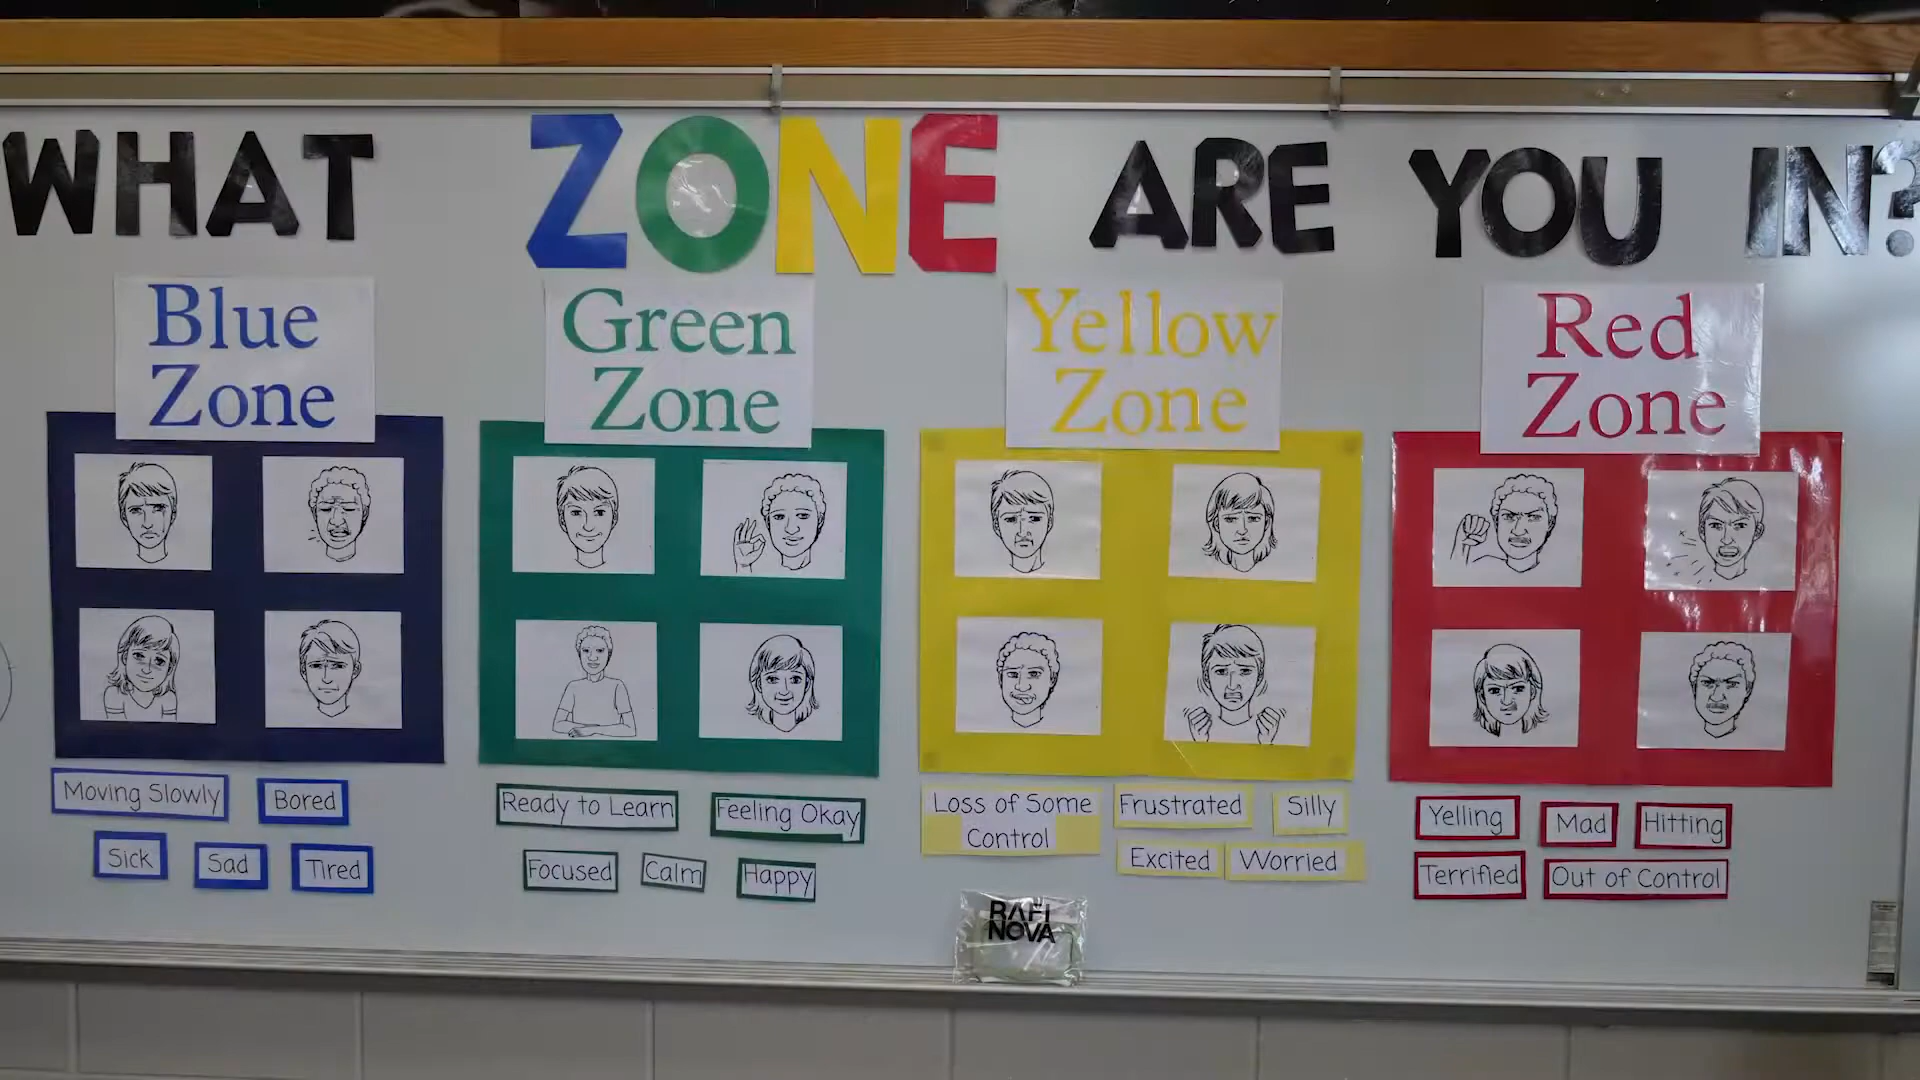 WHAT ZONE ARE YOU IN?
Blue
Zone
Green
Zone
Yellow
Zone
Red
Zone
Moving Slowly
Bored
Sick
Sad
Tired
Ready to Learn
Feeling Okay
Focused
Calm
Happy
Loss of Some
Control
Frustrated
Silly
Excited
Worried
Yelling
Mad
Hitting
Terrified
Out of Control
RAFI
NOVA